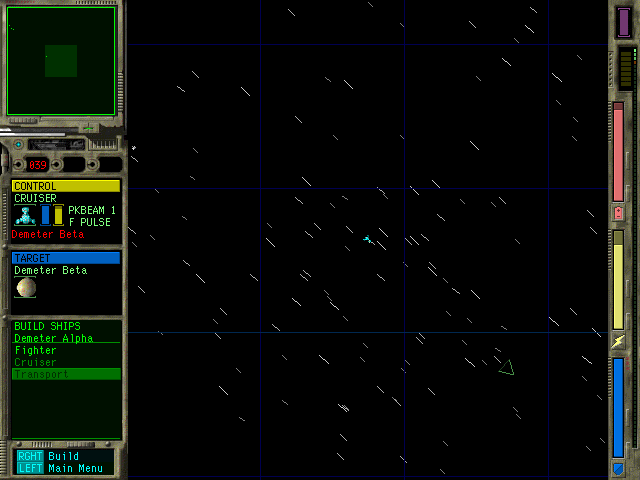 039
CONTROL
CRUISER
PKBEAM 1
F PULSE
Demeter Beta
TARGET
Demeter Beta
BUILD SHIPS
Demeter Alpha
Fighter
Cruiser
Transport
RGHT Build
LEFT Main Menu